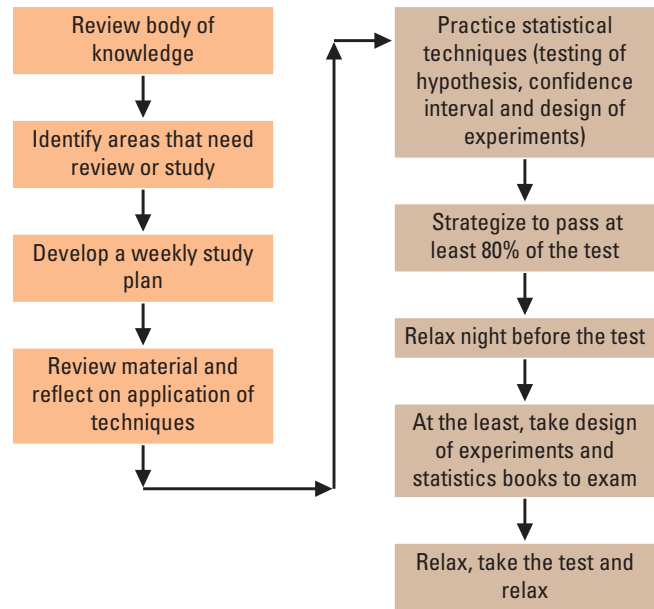 Review body of
knowledge
Identify areas that need
review or study
Develop a weekly study
plan
Review material and
reflect on application of
techniques
Practice statistical
techniques (testing of
hypothesis, confidence
interval and design of
experiments)
Strategize to pass at
least 80% of the test
Relax night before the test
At the least, take design
of experiments and
statistics books to exam
Relax, take the test and
relax